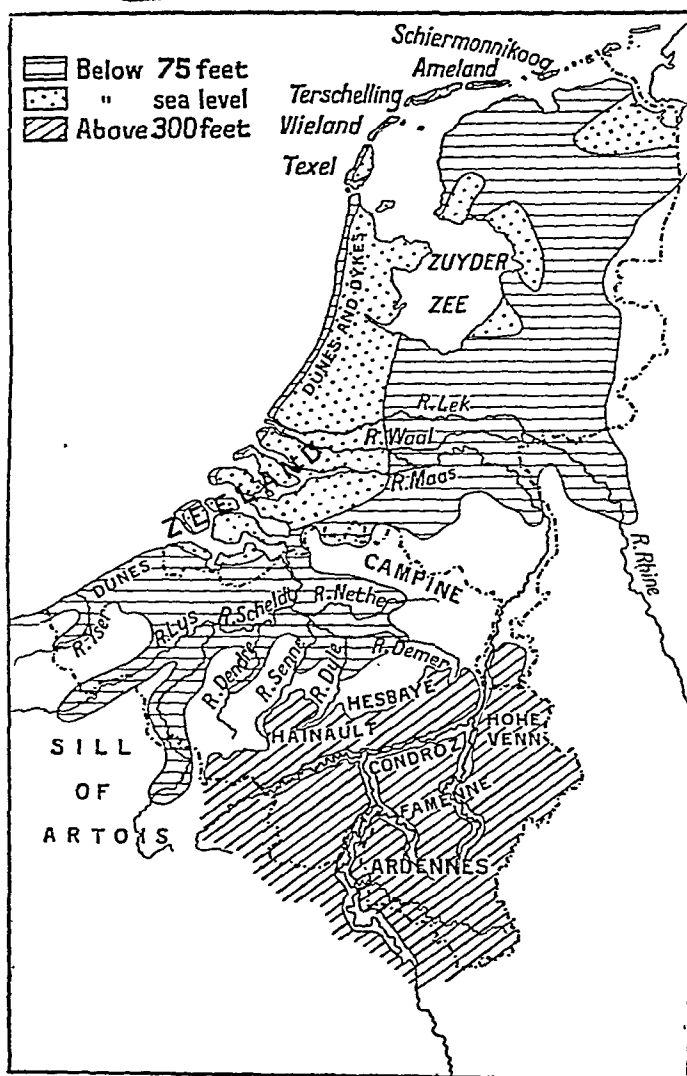 Below 75 feet
" sea level
Above 300 feet
Schiermonnikoog
Ameland
Terschelling
Vlieland
Texel
DUNES AND DYKES
ZUYDER
ZEE
R. Lek
R. Waal
R. Maas
ZEELAND
R. Rhine
DUNES
CAMPINE
R. Yser
R. Lys
R. Scheldt
R. Nethe
R. Dendre
R. Senne
R. Dyle
R. Demer
HESBAYE
HAINAULT
HOHE
VENN
CONDROZ
FAMENNE
ARDENNES
SILL
OF
ARTOIS